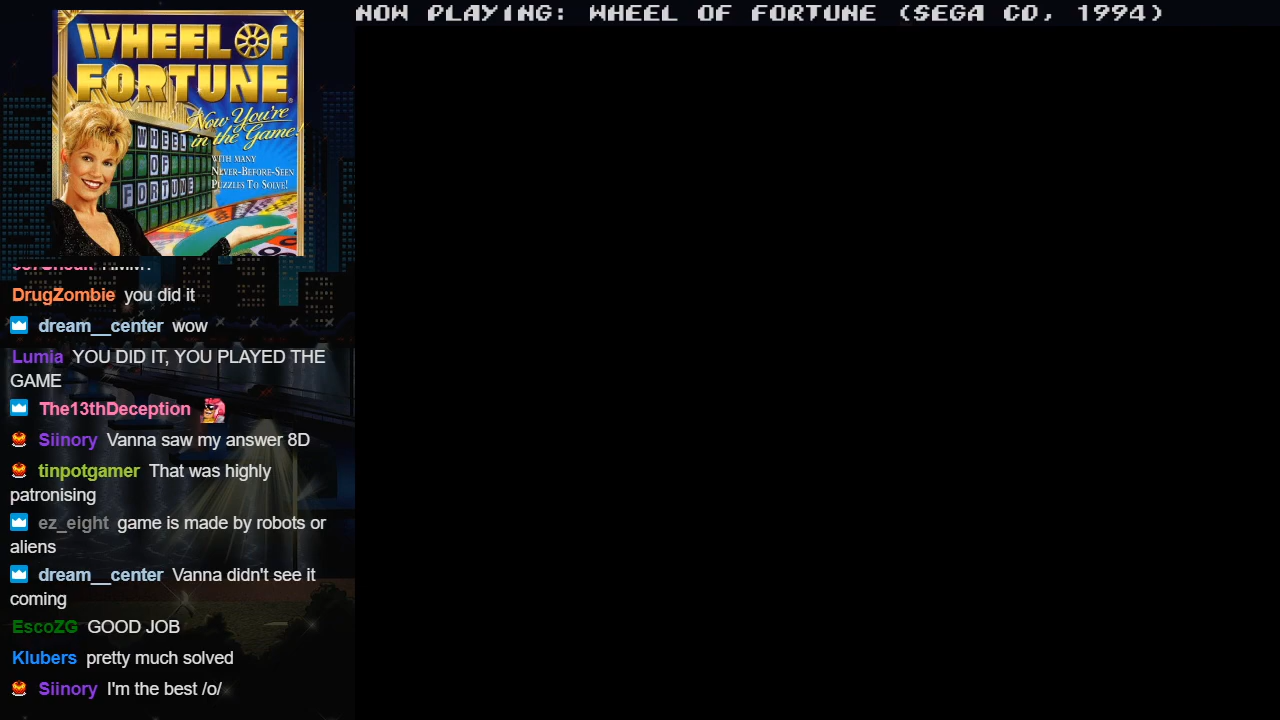 NOW PLAYING: WHEEL OF FORTUNE (SEGA CD, 1994)
WHEEL OF
FORTUNE
Now You're
in the Game!
WITH MANY
NEVER-BEFORE-SEEN
PUZZLES TO SOLVE!
WHEEL
OF
FORTUNE
DrugZombie you did it
dream__center wow
Lumia YOU DID IT, YOU PLAYED THE
GAME
The13thDeception
Siinory Vanna saw my answer 8D
tinpotgamer That was highly
patronising
ez_eight game is made by robots or
aliens
dream__center Vanna didn't see it
coming
EscoZG GOOD JOB
Klubers pretty much solved
Siinory I'm the best /o/